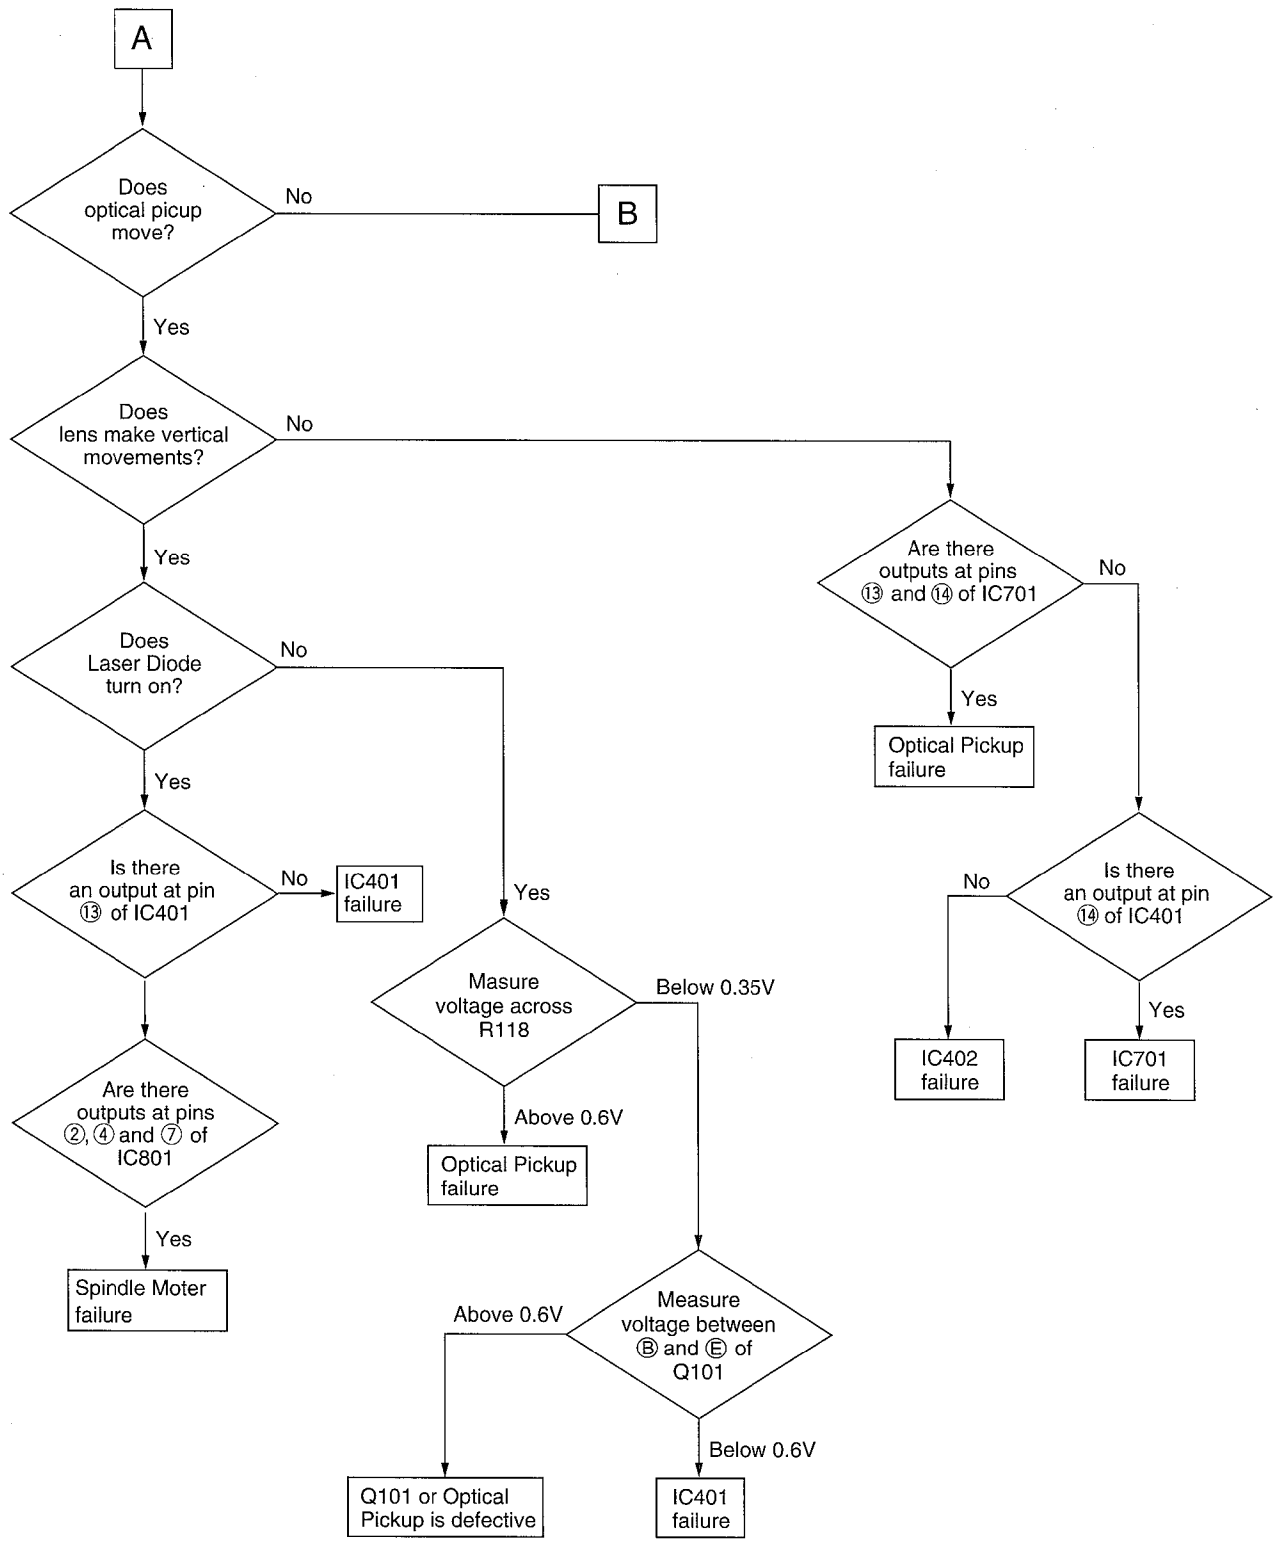 A
Does
optical picup
move?
No
B
Yes
Does
lens make vertical
movements?
No
Yes
Are there
outputs at pins
⑬ and ⑭ of IC701
No
Yes
Optical Pickup
failure
Does
Laser Diode
turn on?
No
Yes
Is there
an output at pin
⑬ of IC401
No
IC401
failure
Yes
Is there
an output at pin
⑭ of IC401
No
Yes
IC402
failure
IC701
failure
Masure
voltage across
R118
Below 0.35V
Above 0.6V
Optical Pickup
failure
Are there
outputs at pins
②, ④ and ⑦ of
IC801
Yes
Spindle Moter
failure
Measure
voltage between
Ⓑ and Ⓔ of
Q101
Above 0.6V
Below 0.6V
Q101 or Optical
Pickup is defective
IC401
failure